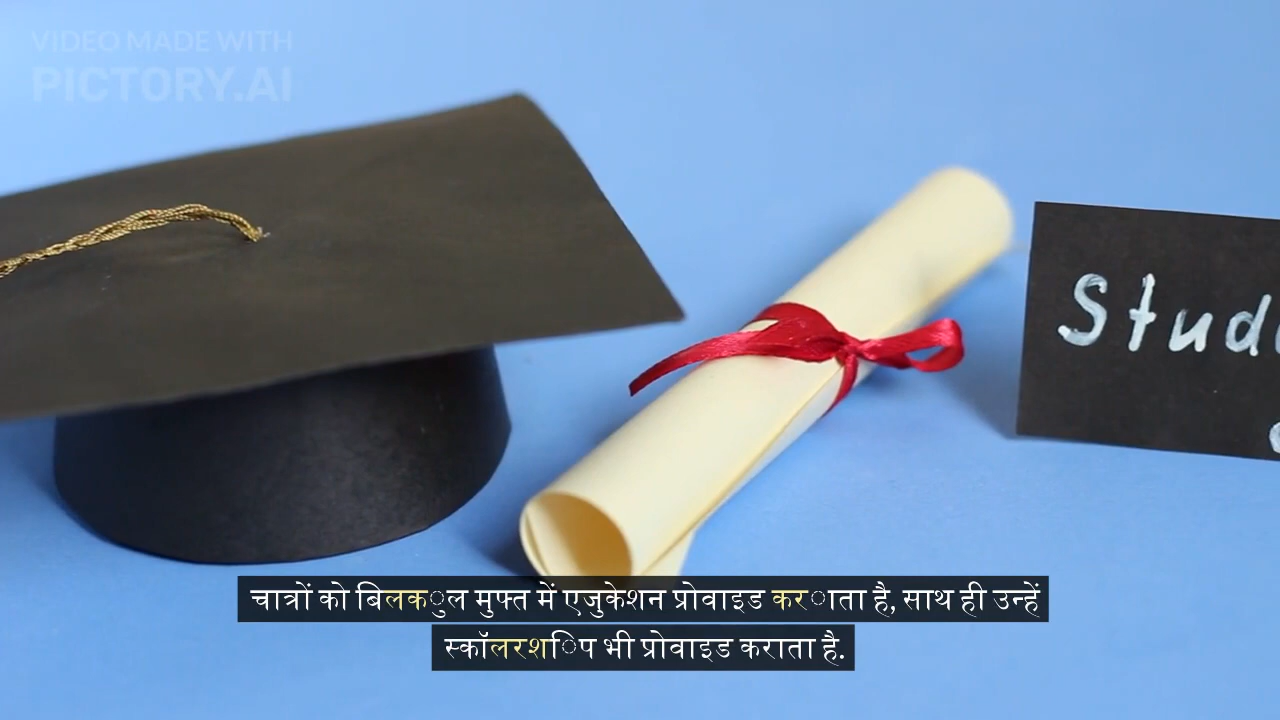 VIDEO MADE WITH
PICTORY.AI
Stud
चात्रों को बिलकुल मुफ्त में एजुकेशन प्रोवाइड कराता है, साथ ही उन्हें
स्कॉलरशिप भी प्रोवाइड कराता है.